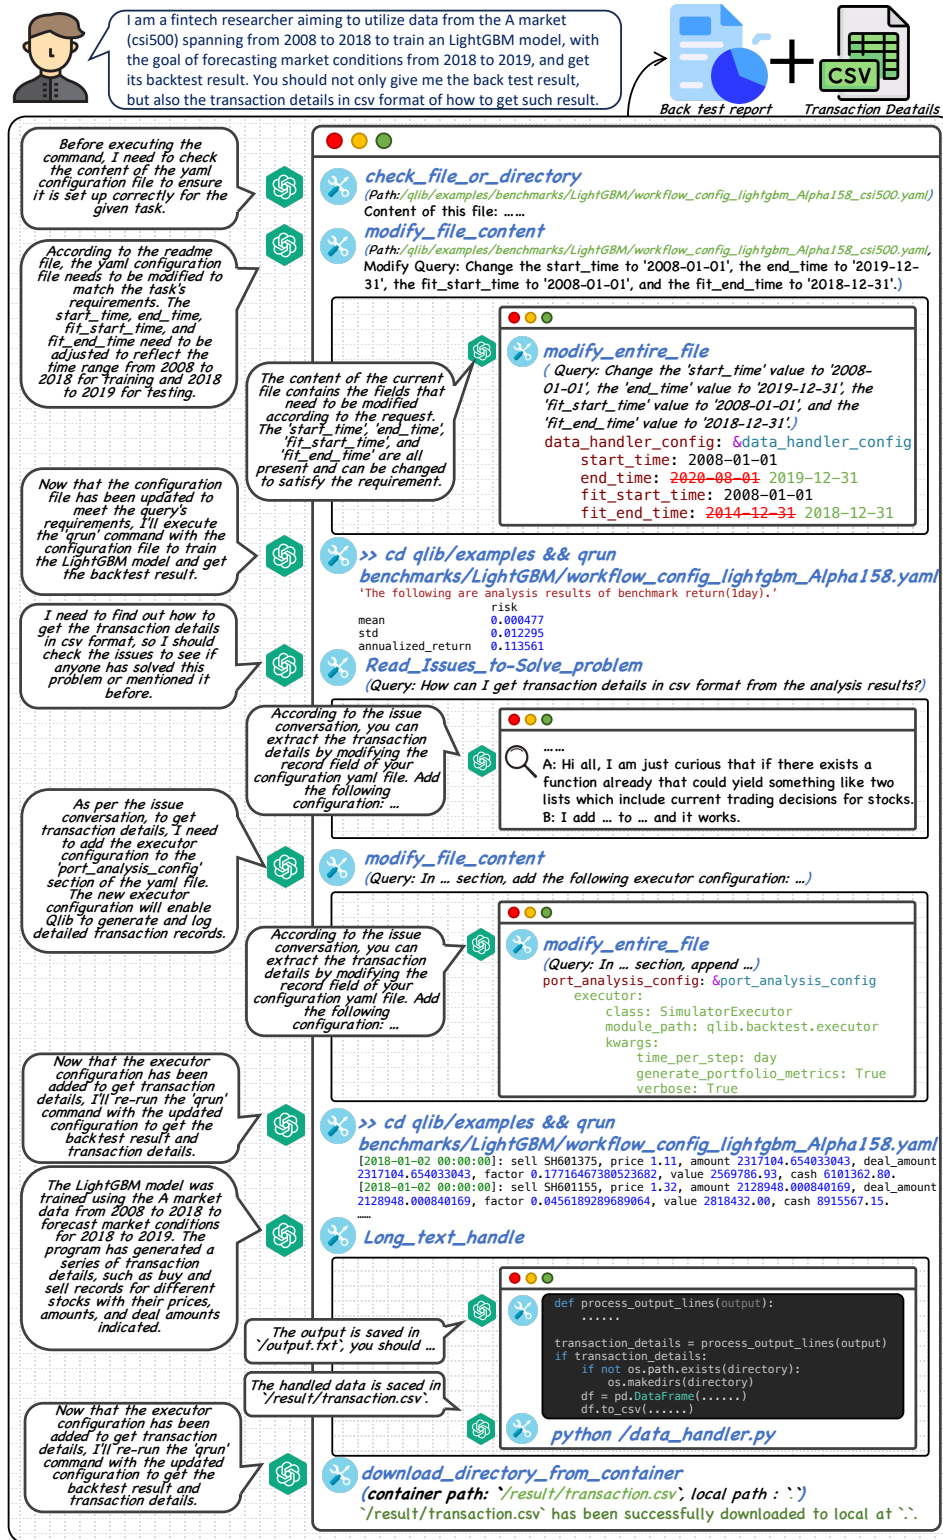 I am a fintech researcher aiming to utilize data from the A market
(csi500) spanning from 2008 to 2018 to train an LightGBM model, with
the goal of forecasting market conditions from 2018 to 2019, and get
its backtest result. You should not only give me the back test result,
but also the transaction details in csv format of how to get such result.
CSV
Back test report
Transaction Deatails
Before executing the
command, I need to check
the content of the yaml
configuration file to ensure
it is set up correctly for the
given task.
check_file_or_directory
(Path:/qlib/examples/benchmarks/LightGBM/workflow_config_lightgbm_Alpha158_csi500.yaml)
Content of this file: ……
According to the readme
file, the yaml configuration
file needs to be modified to
match the task's
requirements. The
start_time, end_time,
fit_start_time, and
fit_end_time need to be
adjusted to reflect the
time range from 2008 to
2018 for training and 2018
to 2019 for testing.
modify_file_content
(Path:/qlib/examples/benchmarks/LightGBM/workflow_config_lightgbm_Alpha158_csi500.yaml,
Modify Query: Change the start_time to '2008-01-01', the end_time to '2019-12-
31', the fit_start_time to '2008-01-01', and the fit_end_time to '2018-12-31'.)
The content of the current
file contains the fields that
need to be modified
according to the request.
The 'start_time', 'end_time',
'fit_start_time', and
'fit_end_time' are all
present and can be changed
to satisfy the requirement.
modify_entire_file
( Query: Change the 'start_time' value to '2008-
01-01', the 'end_time' value to '2019-12-31', the
'fit_start_time' value to '2008-01-01', and the
'fit_end_time' value to '2018-12-31'.)
data_handler_config: &data_handler_config
start_time: 2008-01-01
end_time: 2020-08-01 2019-12-31
fit_start_time: 2008-01-01
fit_end_time: 2014-12-31 2018-12-31
Now that the configuration
file has been updated to
meet the query's
requirements, I'll execute
the 'qrun' command with the
configuration file to train
the LightGBM model and get
the backtest result.
>> cd qlib/examples && qrun
benchmarks/LightGBM/workflow_config_lightgbm_Alpha158.yaml
'The following are analysis results of benchmark return(1day).'
risk
mean 0.000477
std 0.012295
annualized_return 0.113561
I need to find out how to
get the transaction details
in csv format, so I should
check the issues to see if
anyone has solved this
problem or mentioned it
before.
Read_Issues_to-Solve_problem
(Query: How can I get transaction details in csv format from the analysis results?)
According to the issue
conversation, you can
extract the transaction
details by modifying the
record field of your
configuration yaml file. Add
the following
configuration: ...
……
A: Hi all, I am just curious that if there exists a
function already that could yield something like two
lists which include current trading decisions for stocks.
B: I add … to … and it works.
As per the issue
conversation, to get
transaction details, I need
to add the executor
configuration to the
'port_analysis_config'
section of the yaml file.
The new executor
configuration will enable
Qlib to generate and log
detailed transaction records.
modify_file_content
(Query: In … section, add the following executor configuration: …)
According to the issue
conversation, you can
extract the transaction
details by modifying the
record field of your
configuration yaml file. Add
the following
configuration: ...
modify_entire_file
(Query: In … section, append …)
port_analysis_config: &port_analysis_config
executor:
class: SimulatorExecutor
module_path: qlib.backtest.executor
kwargs:
time_per_step: day
generate_portfolio_metrics: True
verbose: True
Now that the executor
configuration has been
added to get transaction
details, I'll re-run the 'qrun'
command with the updated
configuration to get the
backtest result and
transaction details.
>> cd qlib/examples && qrun
benchmarks/LightGBM/workflow_config_lightgbm_Alpha158.yaml
[2018-01-02 00:00:00]: sell SH601375, price 1.11, amount 2317104.654033043, deal_amount
2317104.654033043, factor 0.17716467380523682, value 2569786.93, cash 6101362.80.
[2018-01-02 00:00:00]: sell SH601155, price 1.32, amount 2128948.000840169, deal_amount
2128948.000840169, factor 0.0456189289689064, value 2818432.00, cash 8915567.15.
……
The LightGBM model was
trained using the A market
data from 2008 to 2018 to
forecast market conditions
for 2018 to 2019. The
program has generated a
series of transaction
details, such as buy and
sell records for different
stocks with their prices,
amounts, and deal amounts
indicated.
Long_text_handle
The output is saved in
`/output.txt`, you should …
def process_output_lines(output):
......
transaction_details = process_output_lines(output)
if transaction_details:
if not os.path.exists(directory):
os.makedirs(directory)
df = pd.DataFrame(......)
df.to_csv(......)
The handled data is saced in
`/result/transaction.csv`.
python /data_handler.py
Now that the executor
configuration has been
added to get transaction
details, I'll re-run the 'qrun'
command with the updated
configuration to get the
backtest result and
transaction details.
download_directory_from_container
(container path: `/result/transaction.csv`, local path : `.`)
`/result/transaction.csv` has been successfully downloaded to local at `.`.